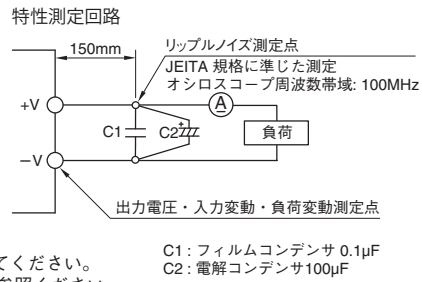 特性測定回路
150mm
リップルノイズ測定点
JEITA 規格に準じた測定
オシロスコープ周波数帯域: 100MHz
+V
A
C1
C2
+
負荷
−V
出力電圧・入力変動・負荷変動測定点
C1 : フィルムコンデンサ 0.1µF
C2 : 電解コンデンサ100µF
てください。